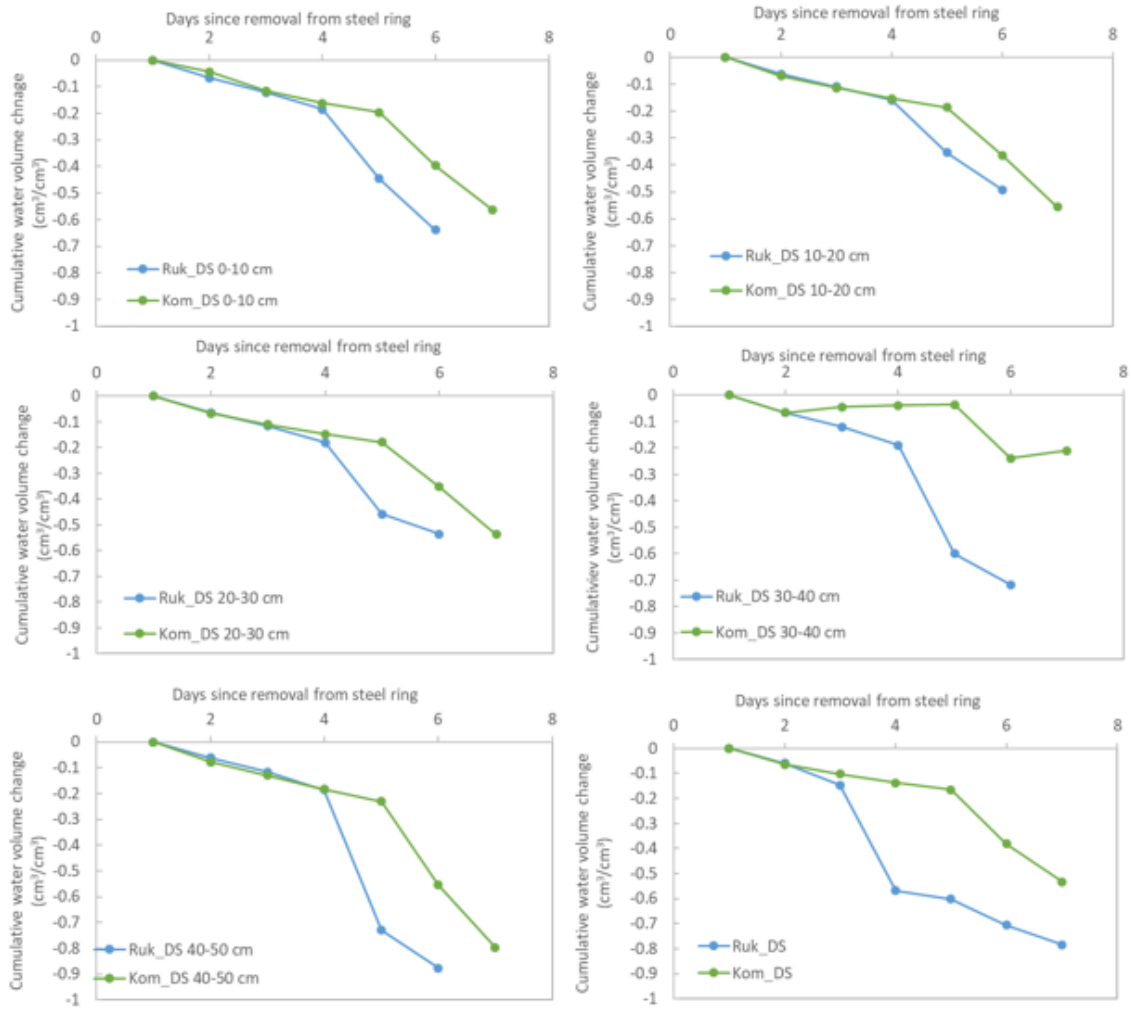 Days since removal from steel ring
0 2 4 6 8
0
-0.1
-0.2
-0.3
-0.4
-0.5
-0.6
-0.7
-0.8
-0.9
-1
Cumulative water volume chnage
(cm³/cm³)
Ruk_DS 0-10 cm
Kom_DS 0-10 cm
Days since removal from steel ring
0 2 4 6 8
0
-0.1
-0.2
-0.3
-0.4
-0.5
-0.6
-0.7
-0.8
-0.9
-1
Cumulative water volume change
(cm³/cm³)
Ruk_DS 10-20 cm
Kom_DS 10-20 cm
Days since removal from steel ring
0 2 4 6 8
0
-0.1
-0.2
-0.3
-0.4
-0.5
-0.6
-0.7
-0.8
-0.9
-1
Cumulative water volume change
(cm³/cm³)
Ruk_DS 20-30 cm
Kom_DS 20-30 cm
Days since removal from steel ring
0 2 4 6 8
0
-0.1
-0.2
-0.3
-0.4
-0.5
-0.6
-0.7
-0.8
-0.9
-1
Cumulativiev water volume chnage
(cm³/cm³)
Ruk_DS 30-40 cm
Kom_DS 30-40 cm
Days since removal from steel ring
0 2 4 6 8
0
-0.1
-0.2
-0.3
-0.4
-0.5
-0.6
-0.7
-0.8
-0.9
-1
Cumulative water volume change
(cm³/cm³)
Ruk_DS 40-50 cm
Kom_DS 40-50 cm
Days since removal from steel ring
0 2 4 6 8
0
-0.1
-0.2
-0.3
-0.4
-0.5
-0.6
-0.7
-0.8
-0.9
-1
Cumulative water volume change
(cm³/cm³)
Ruk_DS
Kom_DS